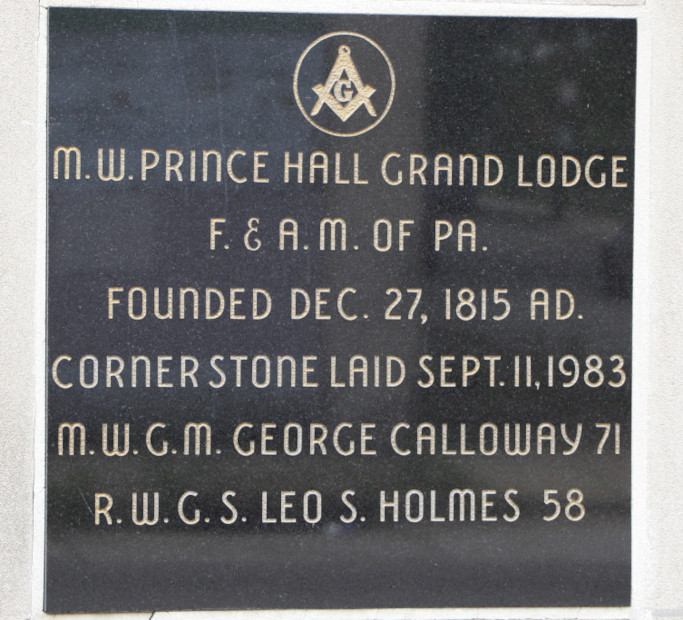 G
M.W. PRINCE HALL GRAND LODGE
F. & A. M. OF PA.
FOUNDED DEC. 27, 1815 AD.
CORNER STONE LAID SEPT. 11, 1983
M.W.G.M. GEORGE CALLOWAY 71
R.W.G.S. LEO S. HOLMES 58